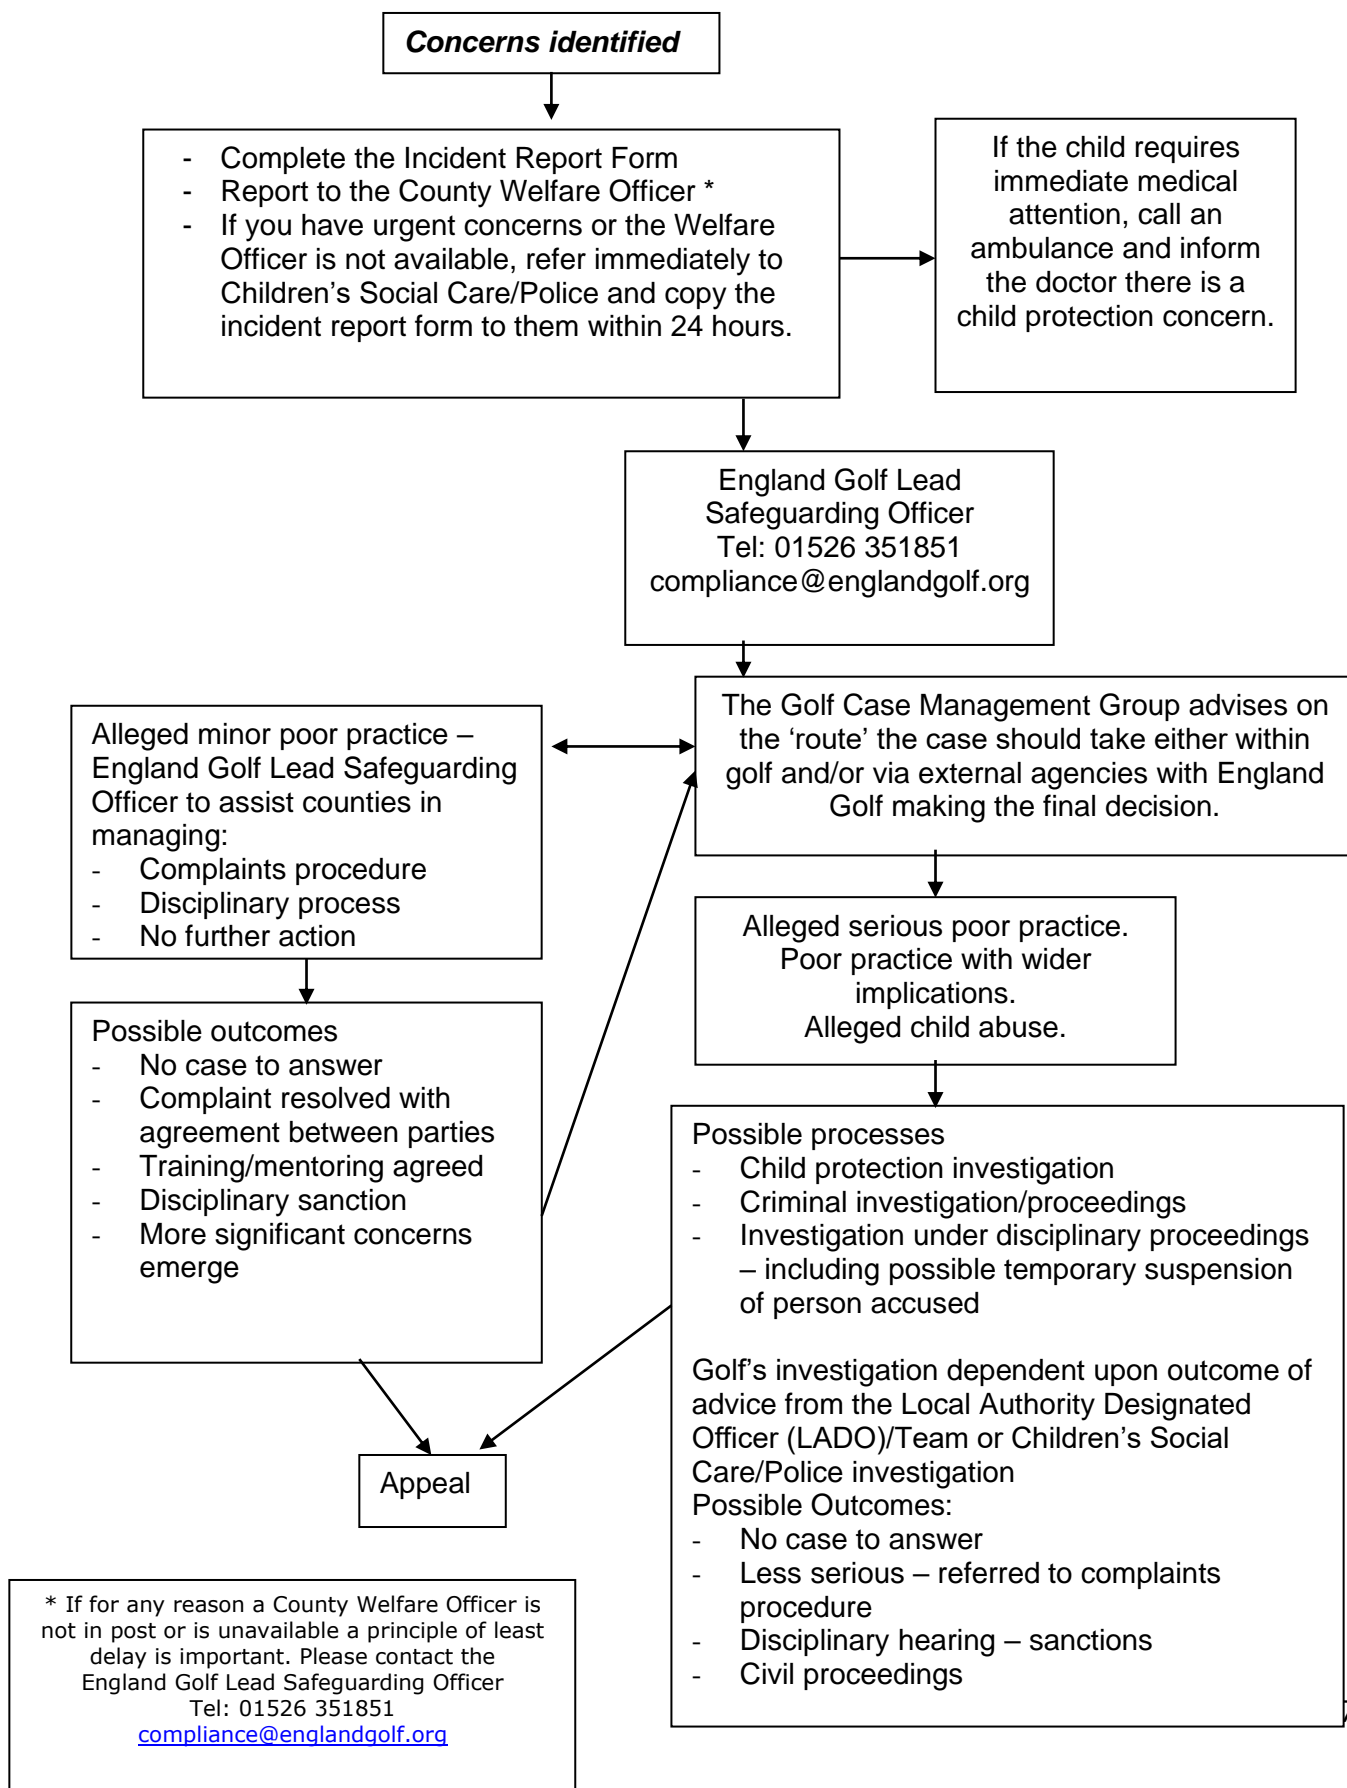 Concerns identified
- Complete the Incident Report Form
- Report to the County Welfare Officer *
- If you have urgent concerns or the Welfare
Officer is not available, refer immediately to
Children’s Social Care/Police and copy the
incident report form to them within 24 hours.
If the child requires
immediate medical
attention, call an
ambulance and inform
the doctor there is a
child protection concern.
England Golf Lead
Safeguarding Officer
Tel: 01526 351851
compliance@englandgolf.org
The Golf Case Management Group advises on
the ‘route’ the case should take either within
golf and/or via external agencies with England
Golf making the final decision.
Alleged minor poor practice –
England Golf Lead Safeguarding
Officer to assist counties in
managing:
- Complaints procedure
- Disciplinary process
- No further action
Alleged serious poor practice.
Poor practice with wider
implications.
Alleged child abuse.
Possible outcomes
- No case to answer
- Complaint resolved with
agreement between parties
- Training/mentoring agreed
- Disciplinary sanction
- More significant concerns
emerge
Possible processes
- Child protection investigation
- Criminal investigation/proceedings
- Investigation under disciplinary proceedings
– including possible temporary suspension
of person accused
Golf’s investigation dependent upon outcome of
advice from the Local Authority Designated
Officer (LADO)/Team or Children’s Social
Care/Police investigation
Possible Outcomes:
- No case to answer
- Less serious – referred to complaints
procedure
- Disciplinary hearing – sanctions
- Civil proceedings
Appeal
* If for any reason a County Welfare Officer is
not in post or is unavailable a principle of least
delay is important. Please contact the
England Golf Lead Safeguarding Officer
Tel: 01526 351851
compliance@englandgolf.org